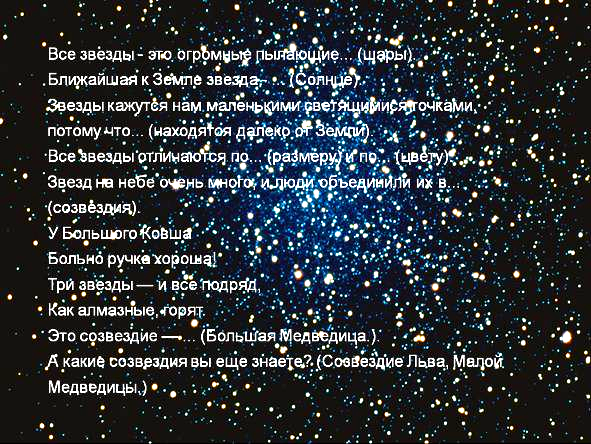 Все звезды - это огромные пылающие... (шары).
Ближайшая к Земле звезда – ... (Солнце).
Звезды кажутся нам маленькими светящимися точками,
потому что... (находятся далеко от Земли).
Все звезды отличаются по... (размеру) и по... (цвету).
Звезд на небе очень много, и люди объединили их в...
(созвездия).
У Большого Ковша
Больно ручка хороша!
Три звезды — и все подряд,
Как алмазные, горят.
Это созвездие — ... (Большая Медведица.).
А какие созвездия вы еще знаете? (Созвездие Льва, Малой
Медведицы.)